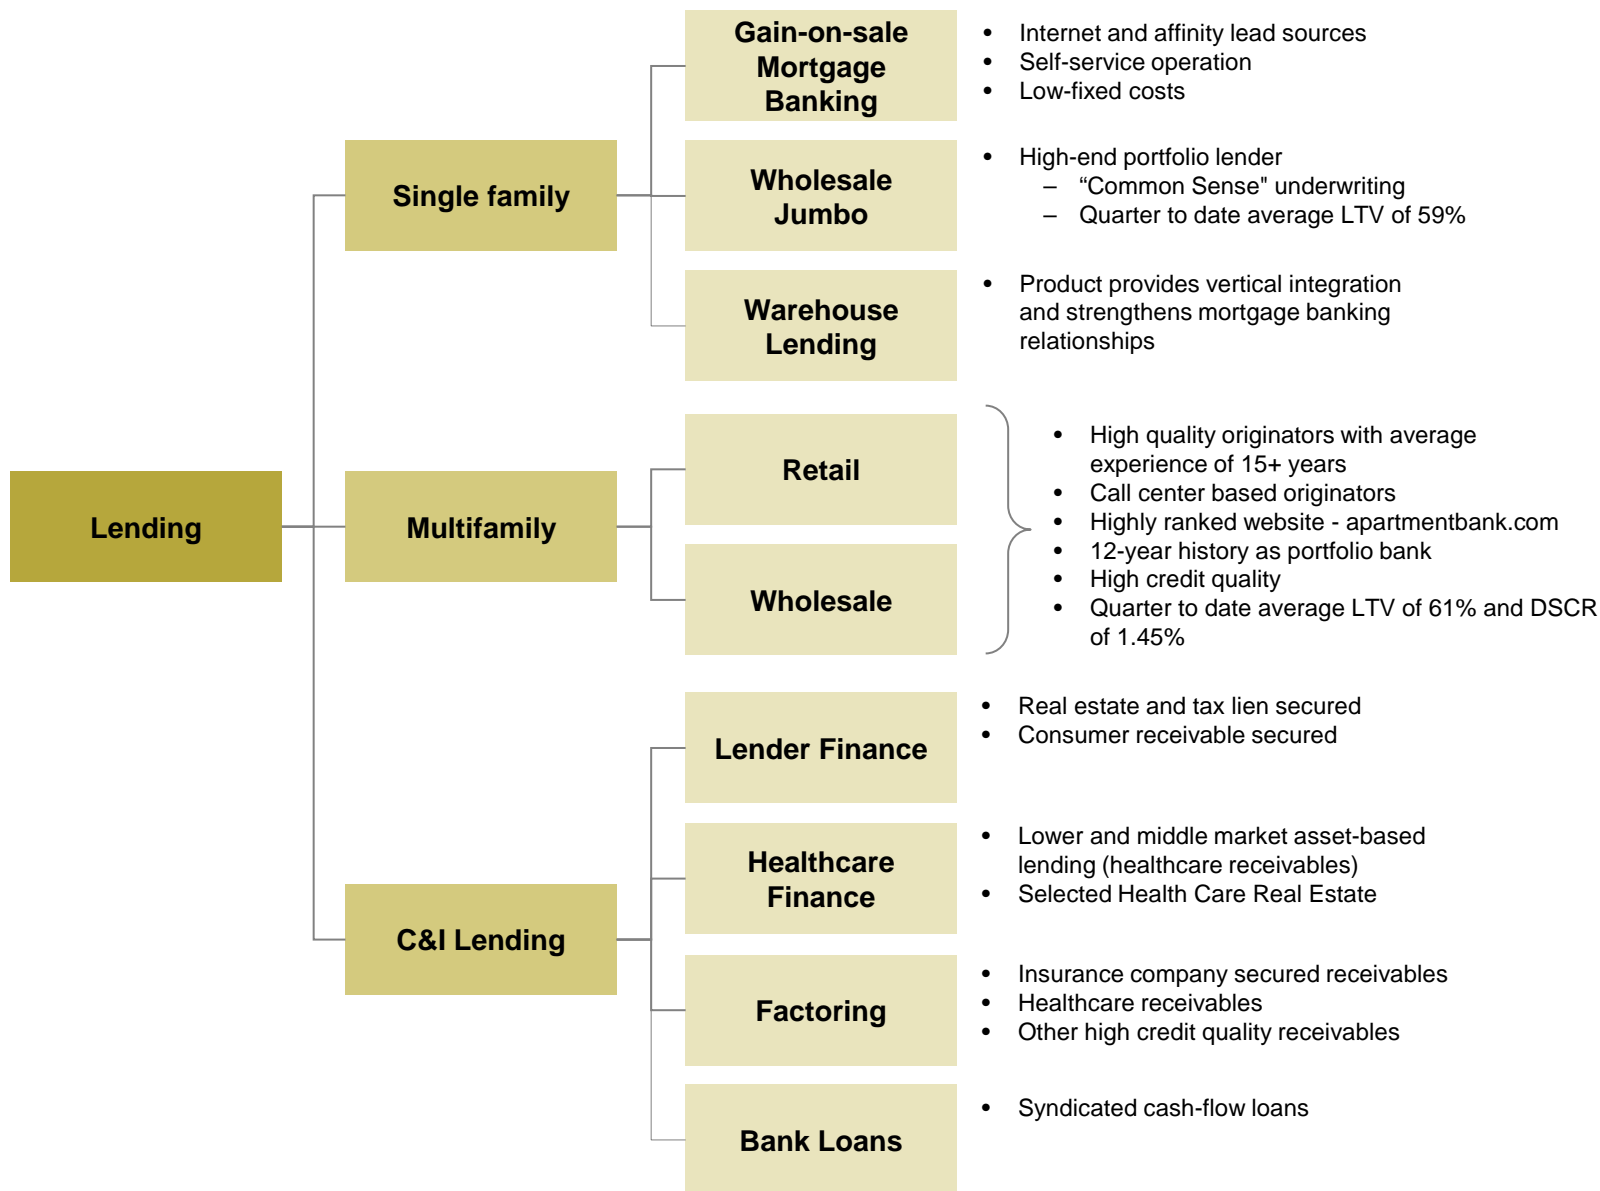 Gain-on-sale
Mortgage
Banking
• Internet and affinity lead sources
• Self-service operation
• Low-fixed costs
Single family
Wholesale
Jumbo
• High-end portfolio lender
– “Common Sense" underwriting
– Quarter to date average LTV of 59%
Warehouse
Lending
• Product provides vertical integration
and strengthens mortgage banking
relationships
Lending
Multifamily
Retail
Wholesale
• High quality originators with average
experience of 15+ years
• Call center based originators
• Highly ranked website - apartmentbank.com
• 12-year history as portfolio bank
• High credit quality
• Quarter to date average LTV of 61% and DSCR
of 1.45%
C&I Lending
Lender Finance
• Real estate and tax lien secured
• Consumer receivable secured
Healthcare
Finance
• Lower and middle market asset-based
lending (healthcare receivables)
• Selected Health Care Real Estate
Factoring
• Insurance company secured receivables
• Healthcare receivables
• Other high credit quality receivables
Bank Loans
• Syndicated cash-flow loans